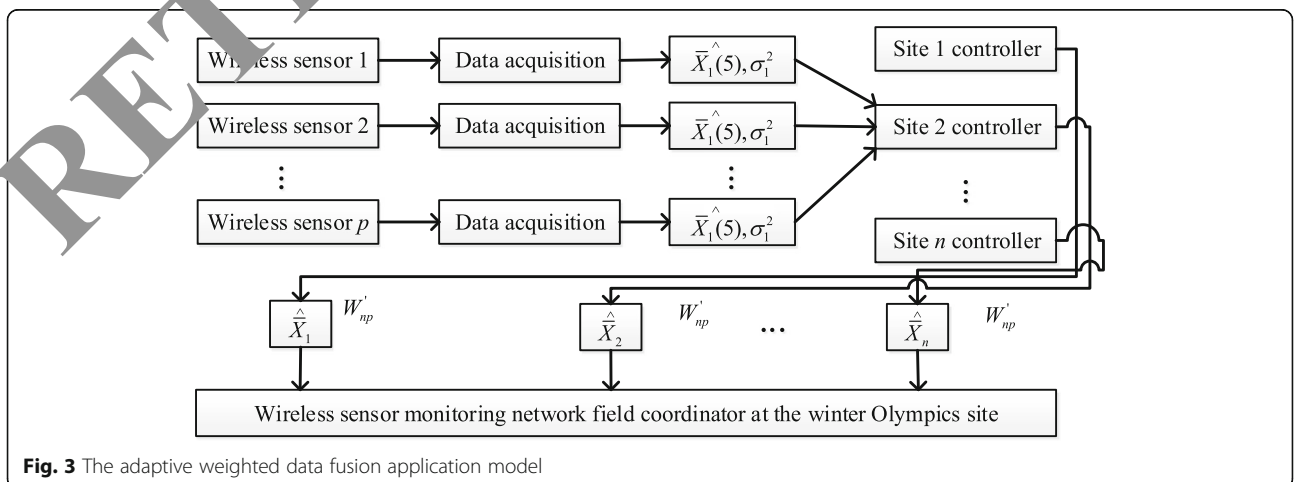 RET
Wireless sensor 1
Data acquisition
X̂̄₁(5), σ₁²
Site 1 controller
Wireless sensor 2
Data acquisition
X̂̄₁(5), σ₁²
Site 2 controller
⋮
⋮
⋮
Wireless sensor p
Data acquisition
X̂̄₁(5), σ₁²
Site n controller
X̂̄₁
W'ₙₚ
X̂̄₂
W'ₙₚ
...
X̂̄ₙ
W'ₙₚ
Wireless sensor monitoring network field coordinator at the winter Olympics site
Fig. 3 The adaptive weighted data fusion application model